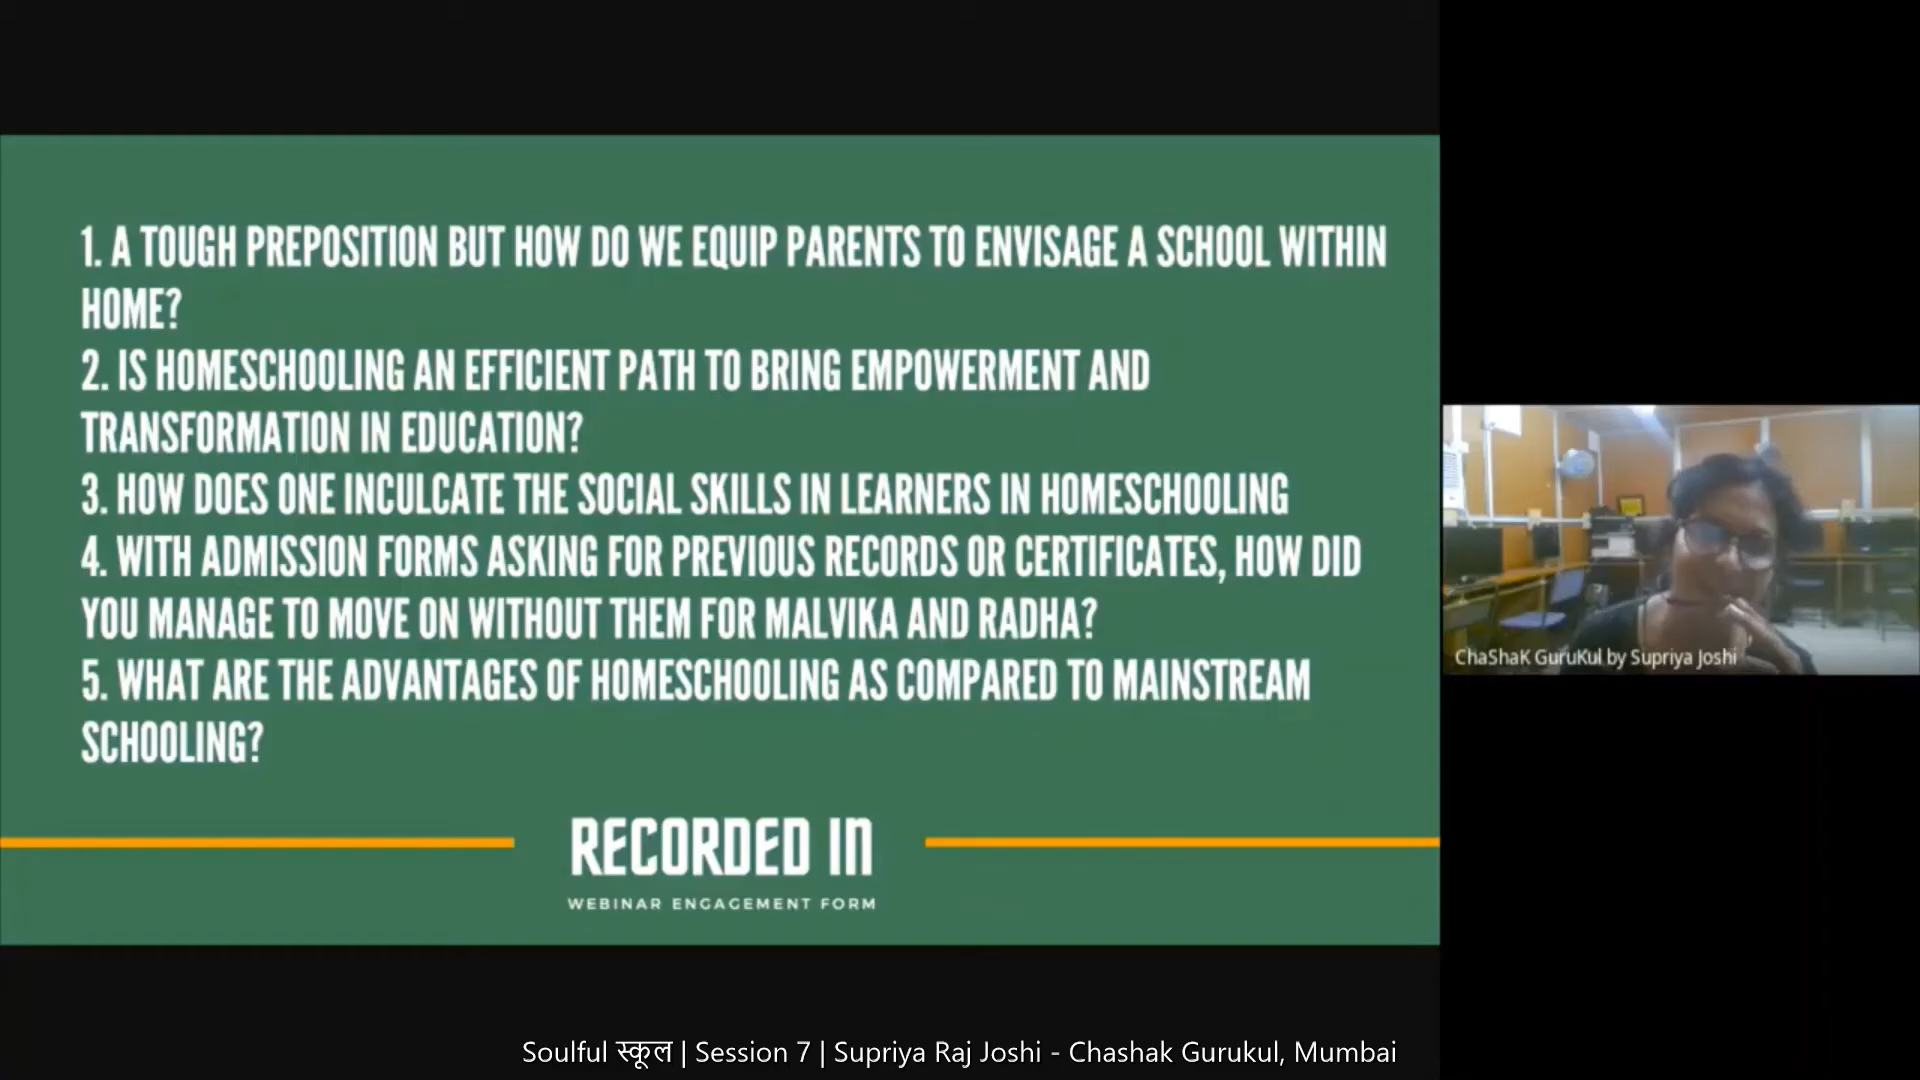 1. A TOUGH PREPOSITION BUT HOW DO WE EQUIP PARENTS TO ENVISAGE A SCHOOL WITHIN
HOME?
2. IS HOMESCHOOLING AN EFFICIENT PATH TO BRING EMPOWERMENT AND
TRANSFORMATION IN EDUCATION?
3. HOW DOES ONE INCULCATE THE SOCIAL SKILLS IN LEARNERS IN HOMESCHOOLING
4. WITH ADMISSION FORMS ASKING FOR PREVIOUS RECORDS OR CERTIFICATES, HOW DID
YOU MANAGE TO MOVE ON WITHOUT THEM FOR MALVIKA AND RADHA?
5. WHAT ARE THE ADVANTAGES OF HOMESCHOOLING AS COMPARED TO MAINSTREAM
SCHOOLING?
RECORDED IN
WEBINAR ENGAGEMENT FORM
ChaShaK GuruKul by Supriya Joshi
Soulful स्कूल | Session 7 | Supriya Raj Joshi - Chashak Gurukul, Mumbai